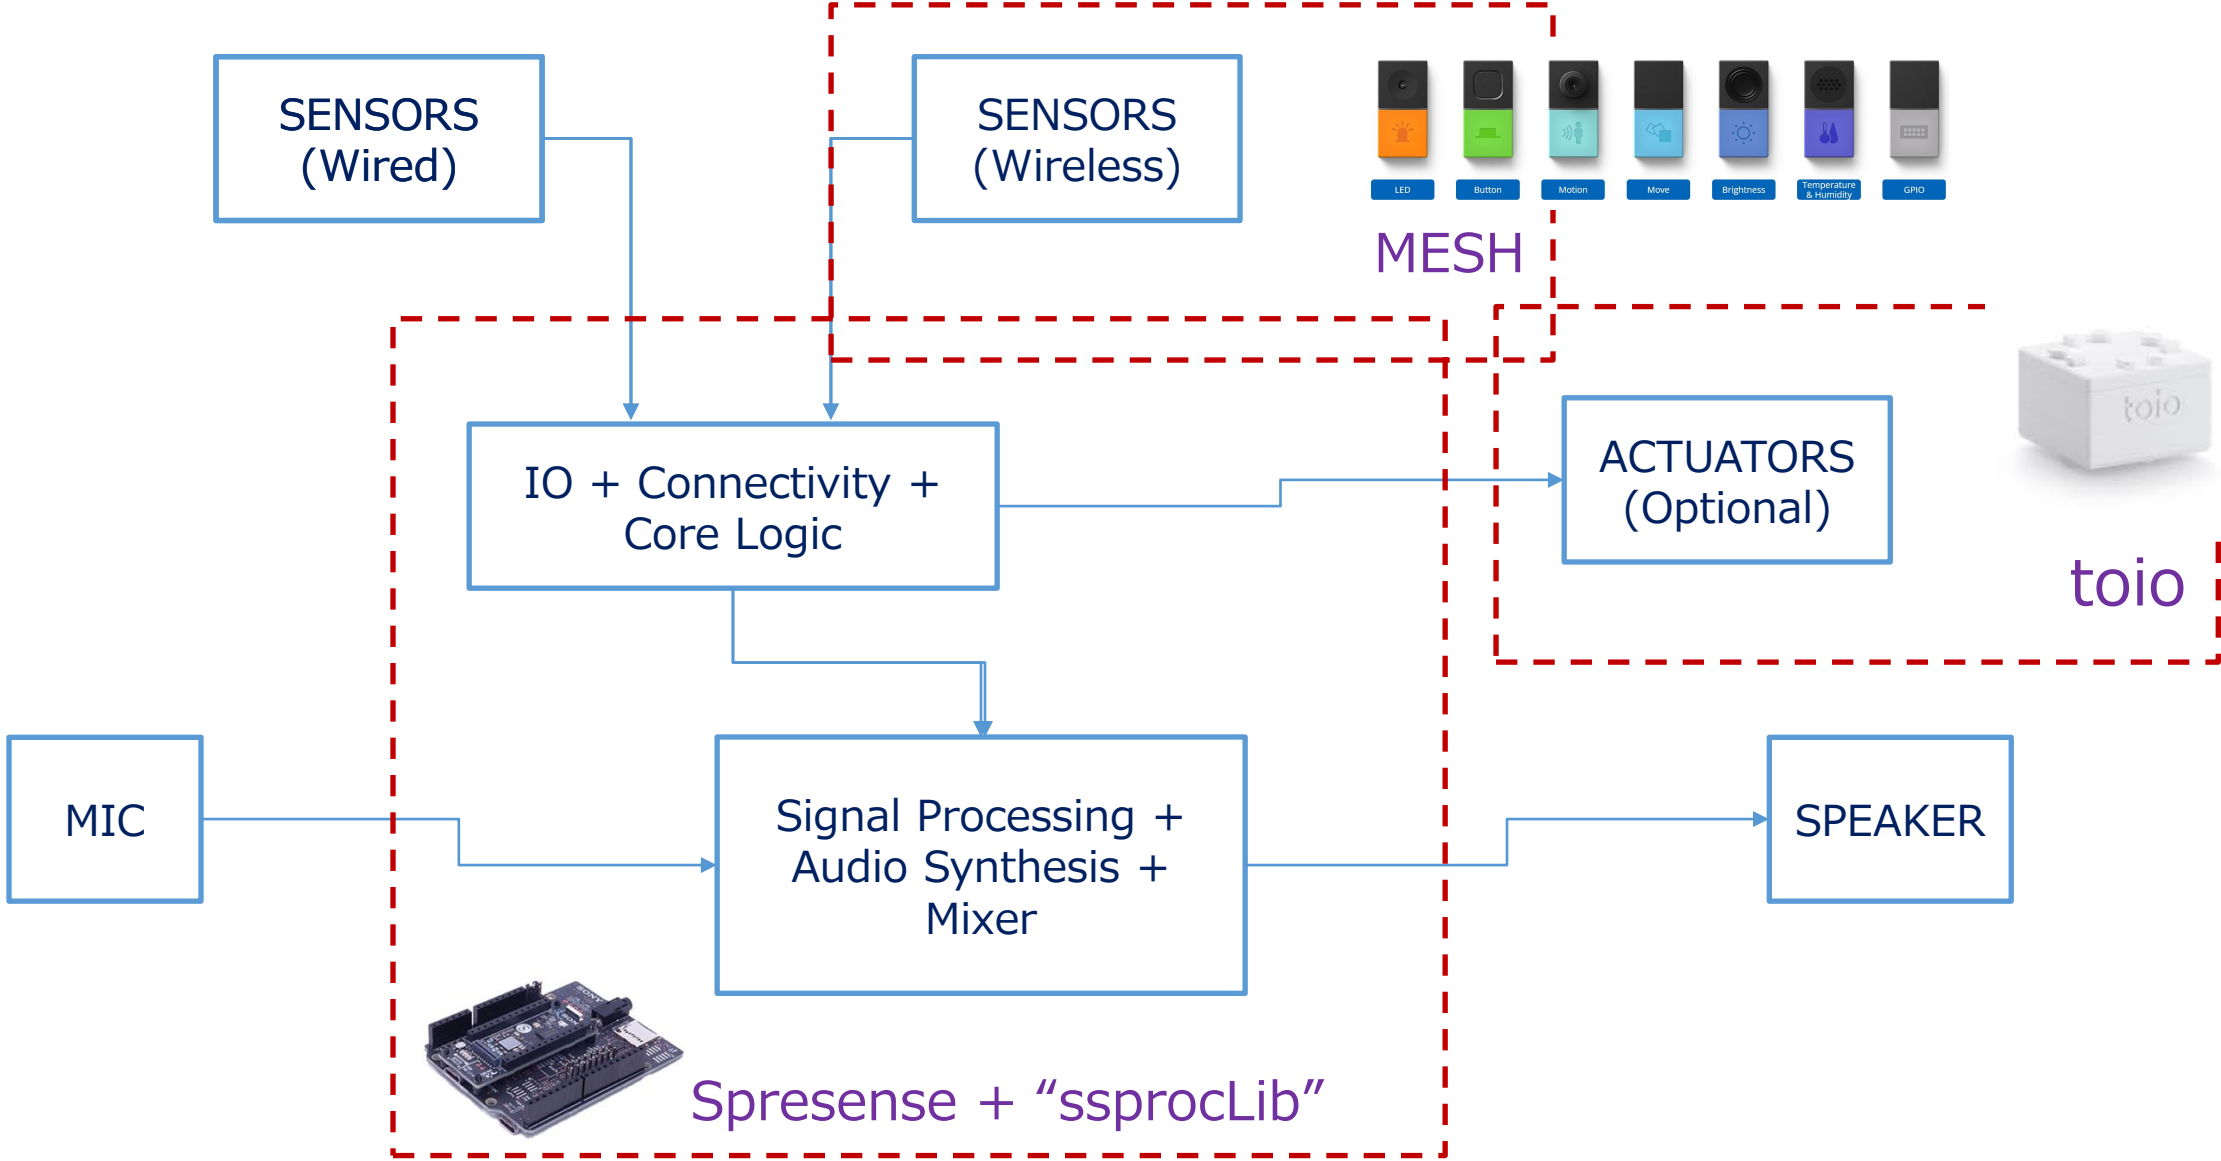 SENSORS
(Wired)
SENSORS
(Wireless)
LED
Button
Motion
Move
Brightness
Temperature
& Humidity
GPIO
MESH
IO + Connectivity +
Core Logic
ACTUATORS
(Optional)
toio
toio
MIC
Signal Processing +
Audio Synthesis +
Mixer
SPEAKER
SONY
Spresense + “ssprocLib”